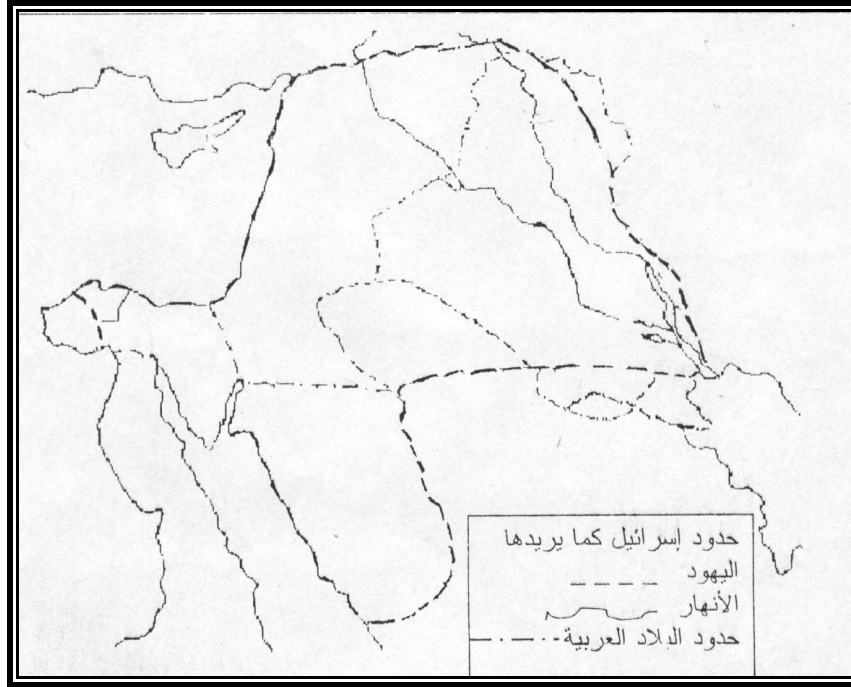 حدود إسرائيل كما يريدها
اليهود
الأنهار
حدود البلاد العربية